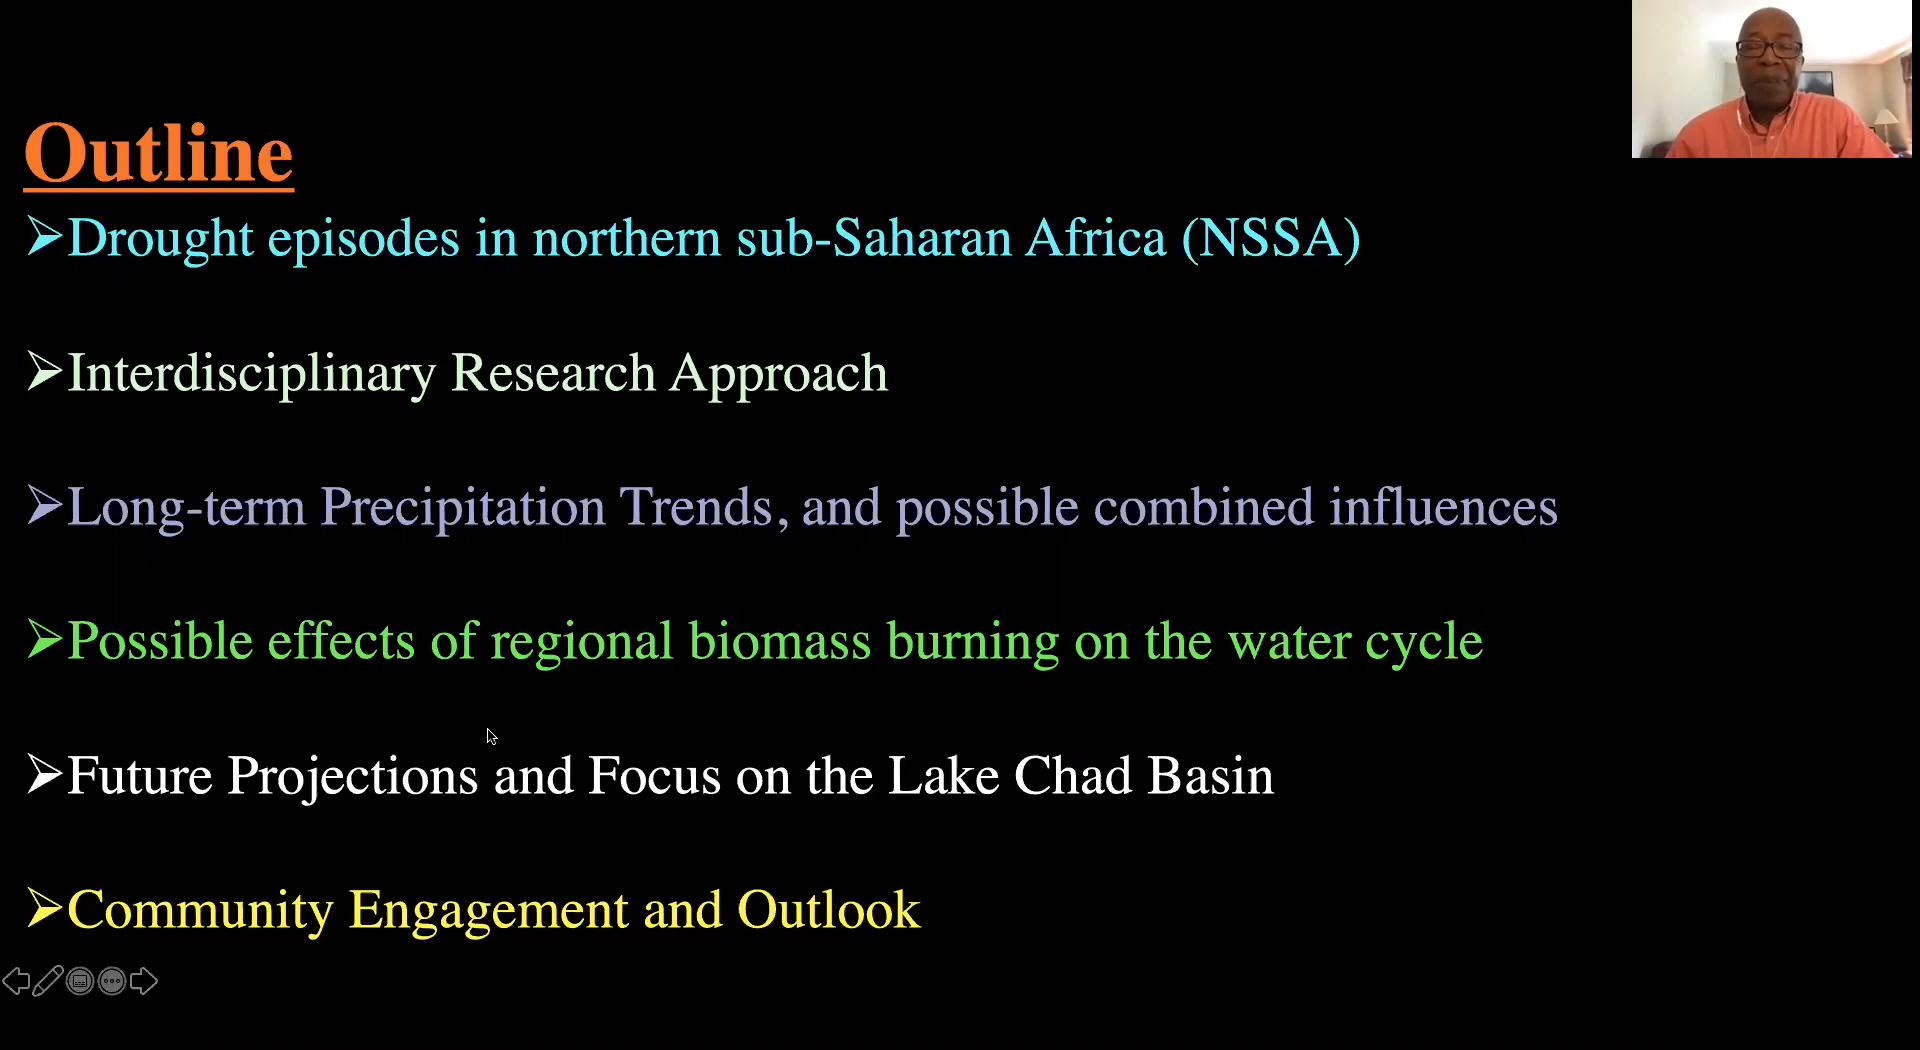 Outline
➢Drought episodes in northern sub-Saharan Africa (NSSA)
➢Interdisciplinary Research Approach
➢Long-term Precipitation Trends, and possible combined influences
➢Possible effects of regional biomass burning on the water cycle
➢Future Projections and Focus on the Lake Chad Basin
➢Community Engagement and Outlook